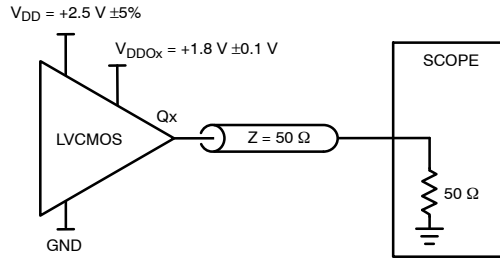 VDD = +2.5 V ±5%
VDDOx = +1.8 V ±0.1 V
SCOPE
Qx
LVCMOS
Z = 50 Ω
50 Ω
GND